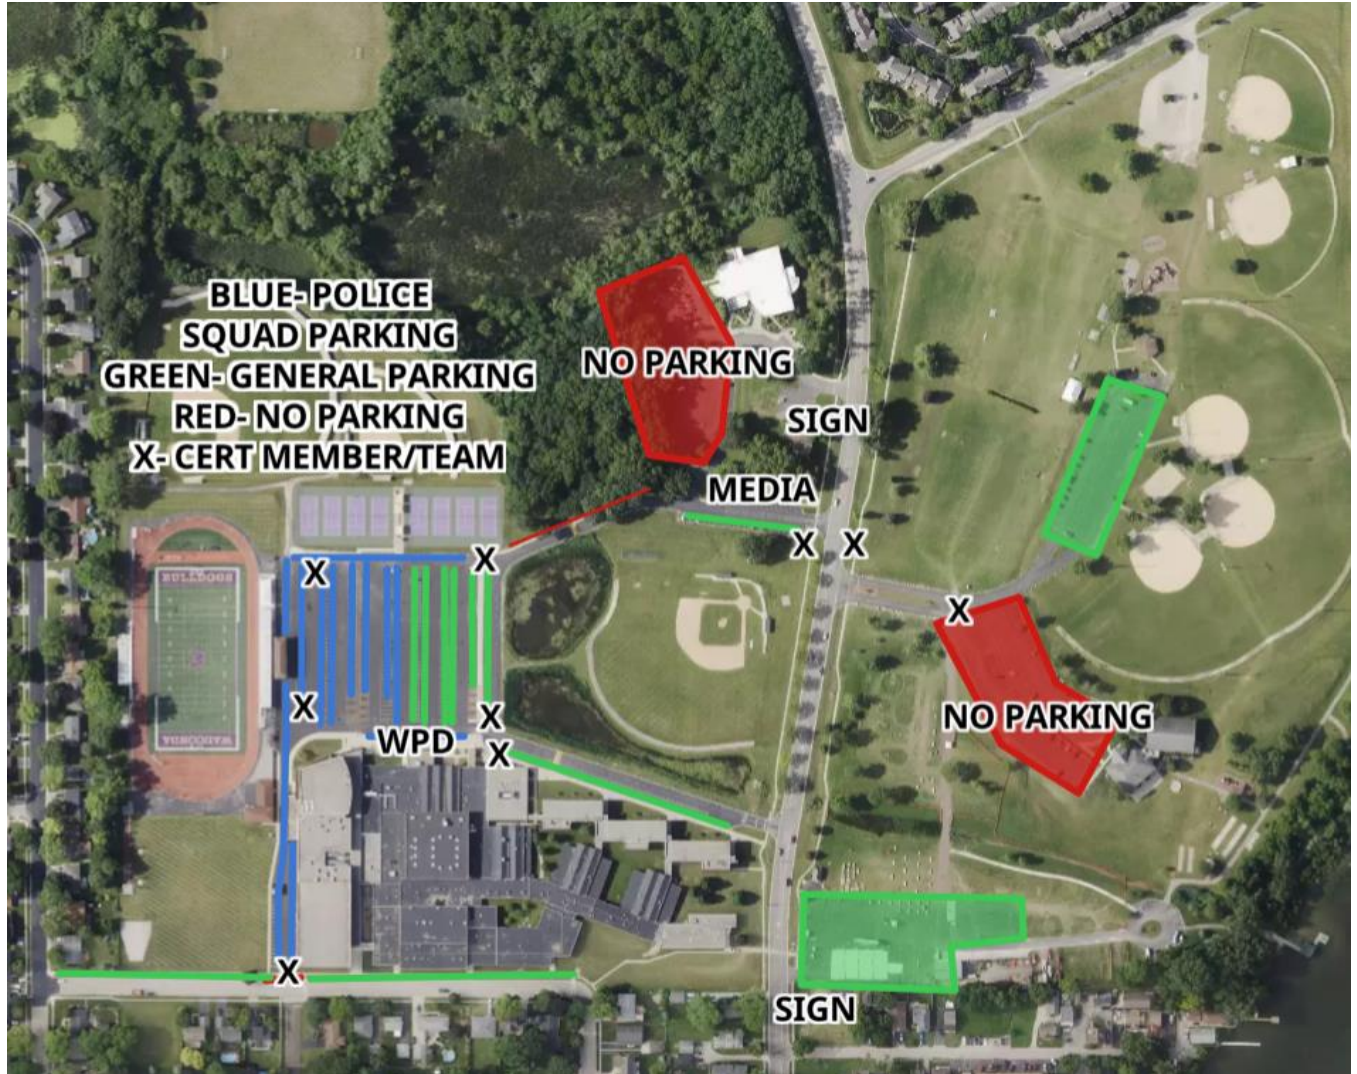 BLUE- POLICE
SQUAD PARKING
GREEN- GENERAL PARKING
RED- NO PARKING
X- CERT MEMBER/TEAM
NO PARKING
SIGN
MEDIA
X
X
X
X
BULLDOGS
X
NO PARKING
X
X
WPD
X
WAUCONDA
X
SIGN